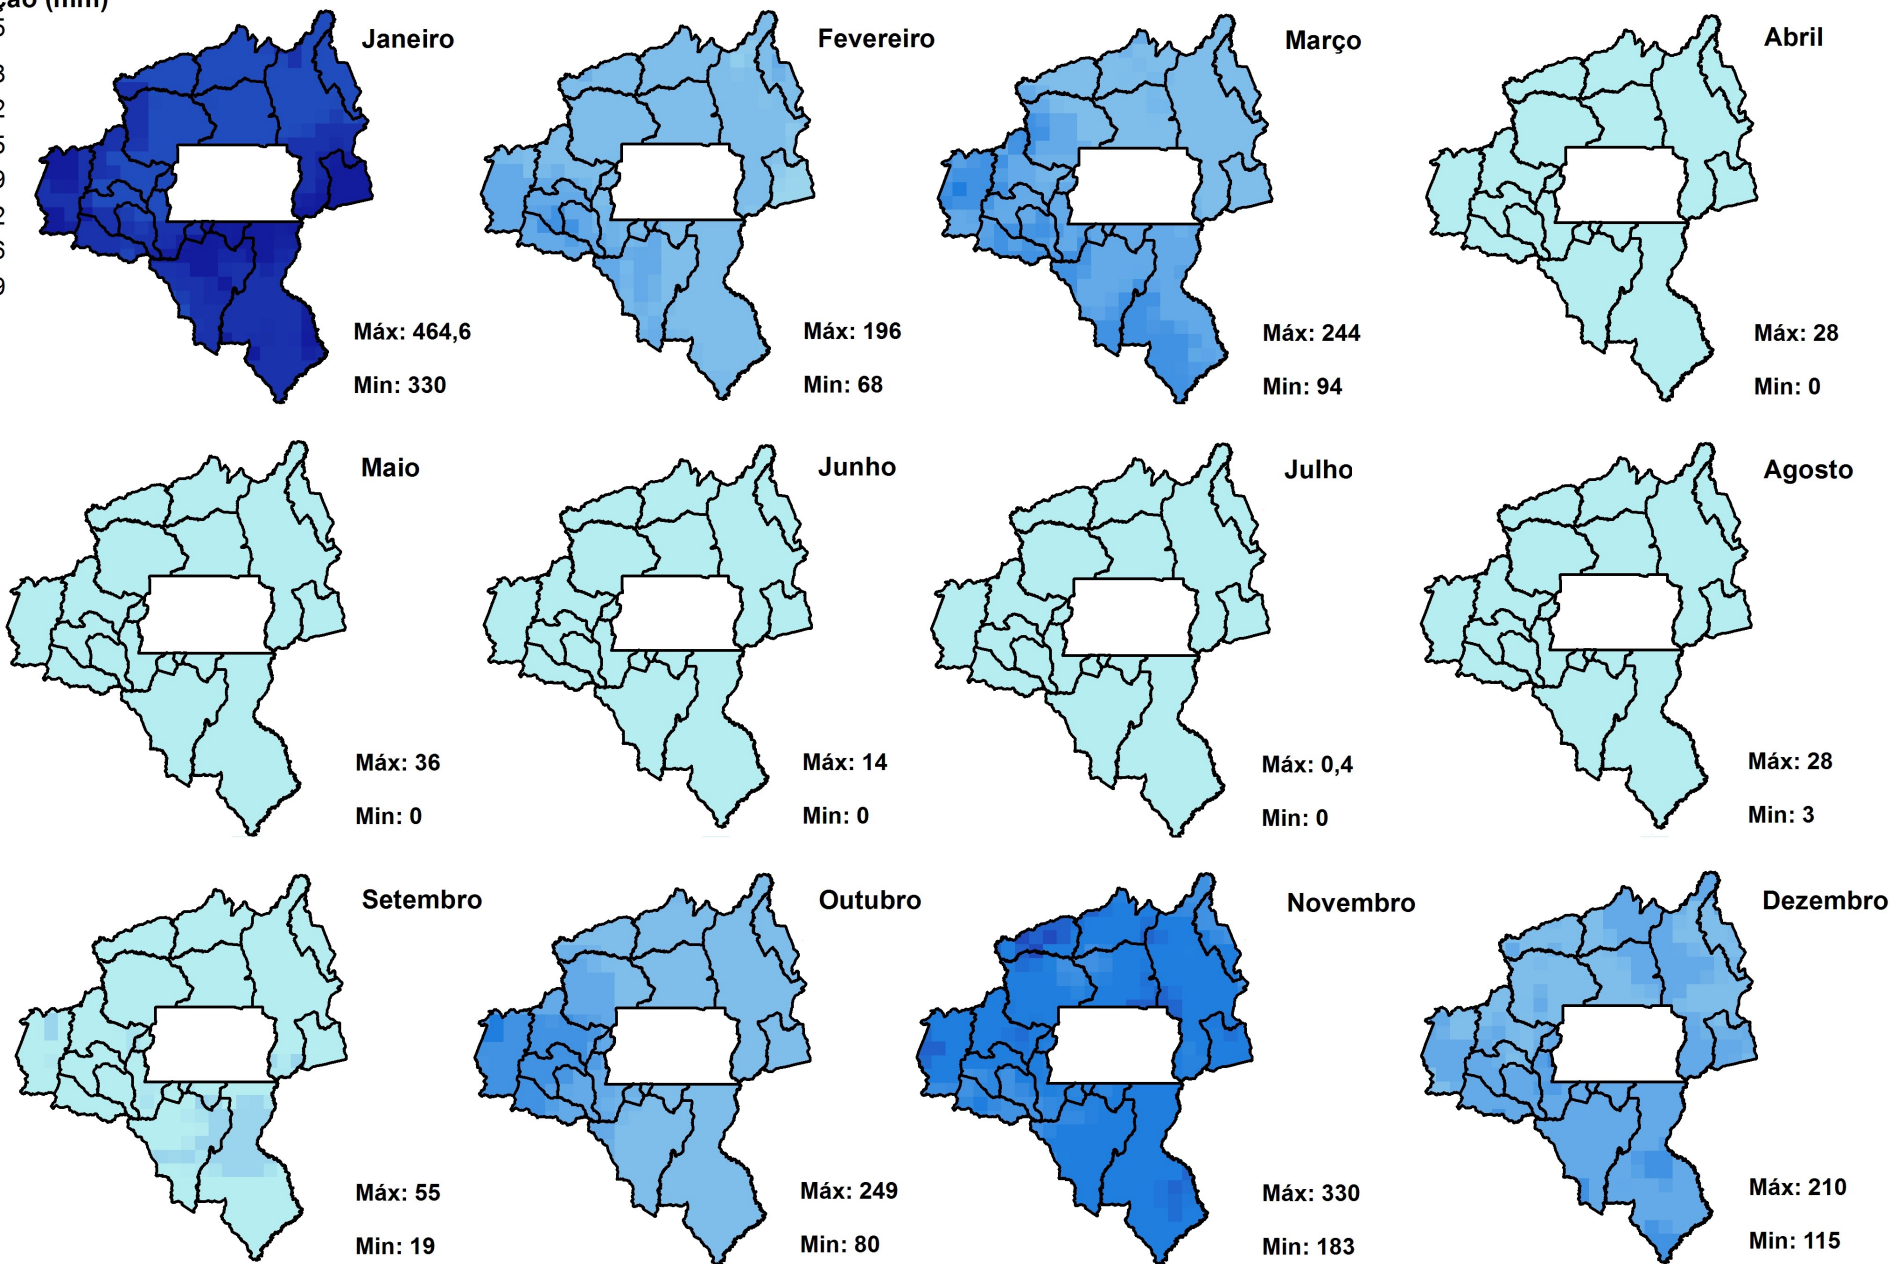 (mm)
Janeiro
Fevereiro
Março
Abril
Máx: 464,6
Máx: 196
Máx: 244
Máx: 28
Min: 330
Min: 68
Min: 94
Min: 0
Maio
Junho
Julho
Agosto
Máx: 36
Máx: 14
Máx: 0,4
Máx: 28
Min: 0
Min: 0
Min: 0
Min: 3
Setembro
Outubro
Novembro
Dezembro
Máx: 55
Máx: 249
Máx: 330
Máx: 210
Min: 19
Min: 80
Min: 183
Min: 115